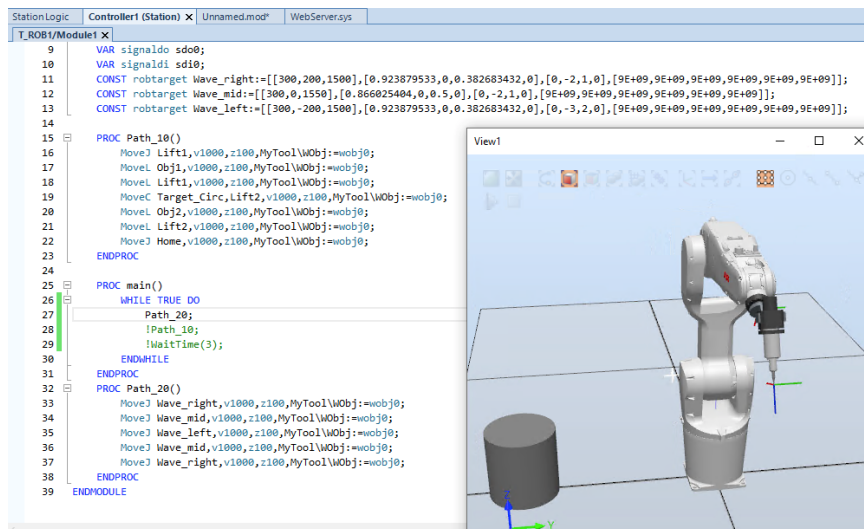 Station Logic
Controller1 (Station) X
Unnamed.mod*
WebServer.sys
T_ROB1/Module1 X
9 VAR signaldo sdo0;
10 VAR signaldi sdi0;
11 CONST robtarget Wave_right:=[[300,200,1500],[0.923879533,0,0.382683432,0],[0,-2,1,0],[9E+09,9E+09,9E+09,9E+09,9E+09,9E+09]];
12 CONST robtarget Wave_mid:=[[300,0,1550],[0.866025404,0,0.5,0],[0,-2,1,0],[9E+09,9E+09,9E+09,9E+09,9E+09,9E+09]];
13 CONST robtarget Wave_left:=[[300,-200,1500],[0.923879533,0,0.382683432,0],[0,-3,2,0],[9E+09,9E+09,9E+09,9E+09,9E+09,9E+09]];
14
15 PROC Path_10()
16 MoveJ Lift1,v1000,z100,MyTool\WObj:=wobj0;
17 MoveL Obj1,v1000,z100,MyTool\WObj:=wobj0;
18 MoveL Lift1,v1000,z100,MyTool\WObj:=wobj0;
19 MoveC Target_Circ,Lift2,v1000,z100,MyTool\WObj:=wobj0;
20 MoveL Obj2,v1000,z100,MyTool\WObj:=wobj0;
21 MoveL Lift2,v1000,z100,MyTool\WObj:=wobj0;
22 MoveJ Home,v1000,z100,MyTool\WObj:=wobj0;
23 ENDPROC
24
25 PROC main()
26 WHILE TRUE DO
27 Path_20;
28 !Path_10;
29 !WaitTime(3);
30 ENDWHILE
31 ENDPROC
32 PROC Path_20()
33 MoveJ Wave_right,v1000,z100,MyTool\WObj:=wobj0;
34 MoveJ Wave_mid,v1000,z100,MyTool\WObj:=wobj0;
35 MoveJ Wave_left,v1000,z100,MyTool\WObj:=wobj0;
36 MoveJ Wave_mid,v1000,z100,MyTool\WObj:=wobj0;
37 MoveJ Wave_right,v1000,z100,MyTool\WObj:=wobj0;
38 ENDPROC
39 ENDMODULE
View1
ABB
Z
Y